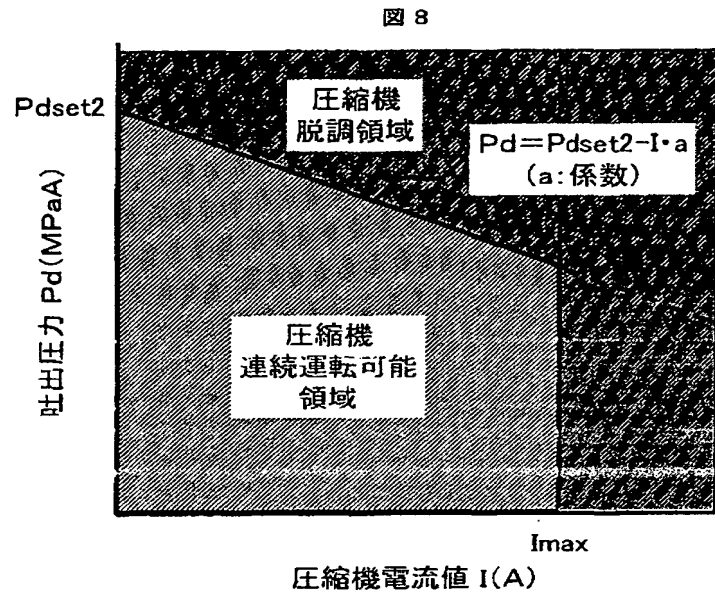 図 8
Pdset2
圧縮機
脱調領域
Pd=Pdset2-I・a
(a:係数)
吐出圧力 Pd(MPaA)
圧縮機
連続運転可能
領域
Imax
圧縮機電流値 I(A)